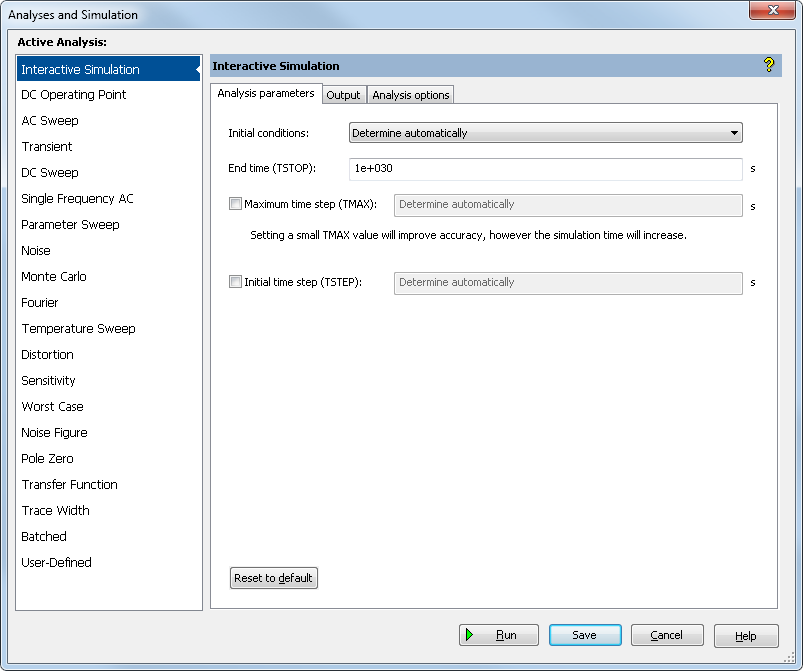 Analyses and Simulation
Active Analysis:
Interactive Simulation
DC Operating Point
AC Sweep
Transient
DC Sweep
Single Frequency AC
Parameter Sweep
Noise
Monte Carlo
Fourier
Temperature Sweep
Distortion
Sensitivity
Worst Case
Noise Figure
Pole Zero
Transfer Function
Trace Width
Batched
User-Defined
Interactive Simulation ?
Analysis parameters Output Analysis options
Initial conditions: Determine automatically
End time (TSTOP): 1e+030 s
Maximum time step (TMAX): Determine automatically s
Setting a small TMAX value will improve accuracy, however the simulation time will increase.
Initial time step (TSTEP): Determine automatically s
Reset to default
Run Save Cancel Help